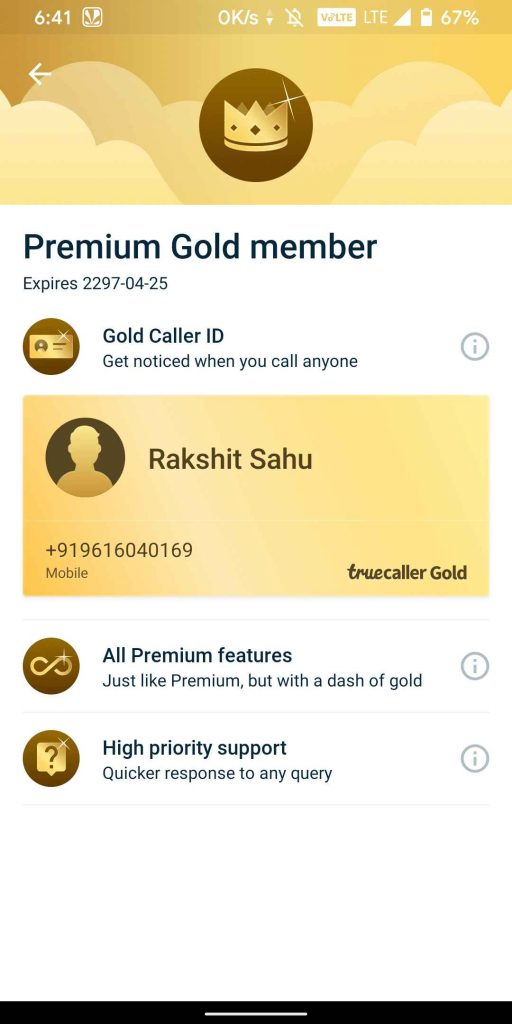 6:41 0K/s VoLTE LTE 67%
Premium Gold member
Expires 2297-04-25
Gold Caller ID
Get noticed when you call anyone
Rakshit Sahu
+919616040169
Mobile
truecaller Gold
All Premium features
Just like Premium, but with a dash of gold
High priority support
Quicker response to any query